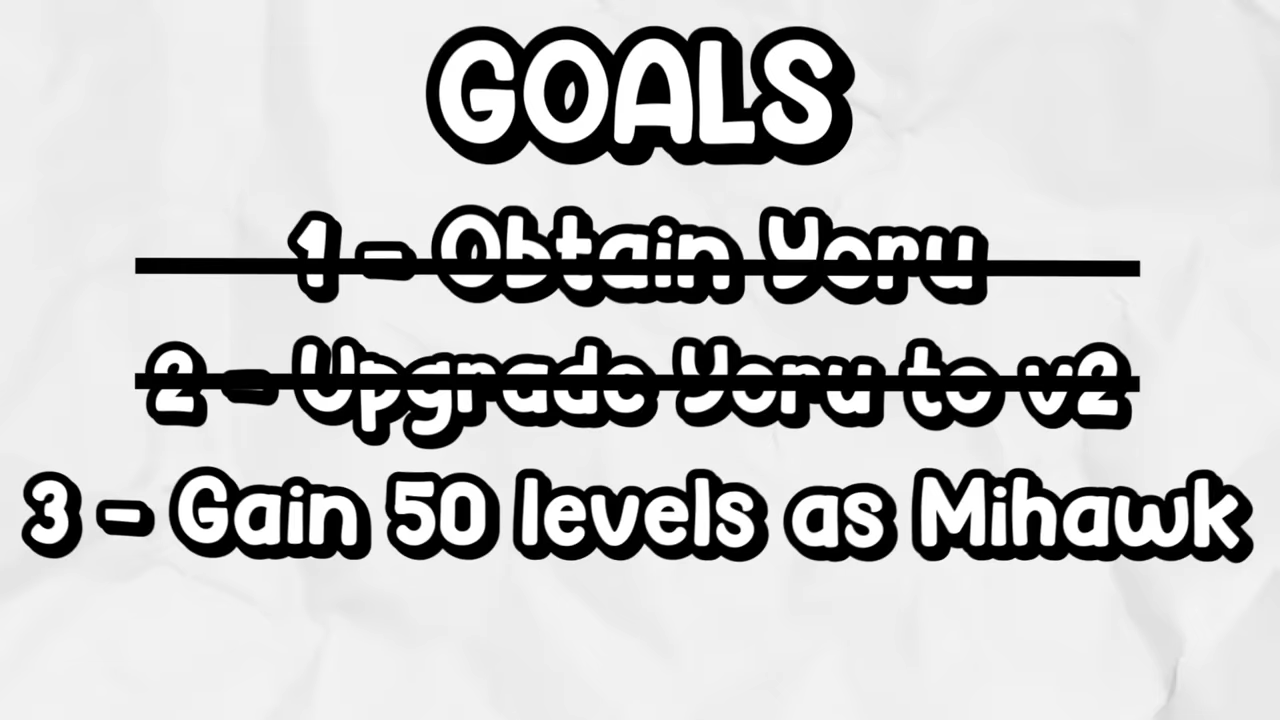 GOALS
1 - Obtain Yoru
2 - Upgrade Yoru to v2
3 - Gain 50 levels as Mihawk